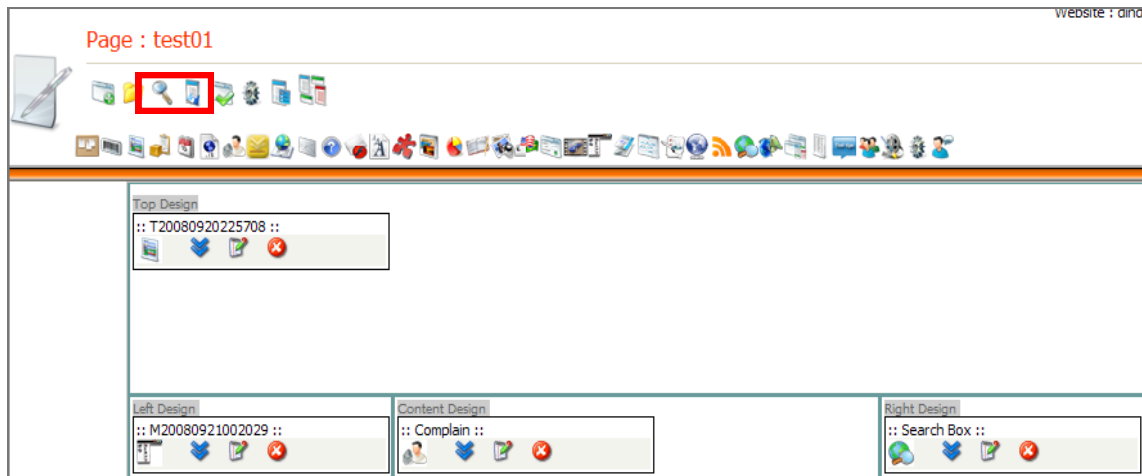 Website : dind
Page : test01
Top Design
:: T20080920225708 ::
Left Design
Content Design
Right Design
:: M20080921002029 ::
:: Complain ::
:: Search Box ::